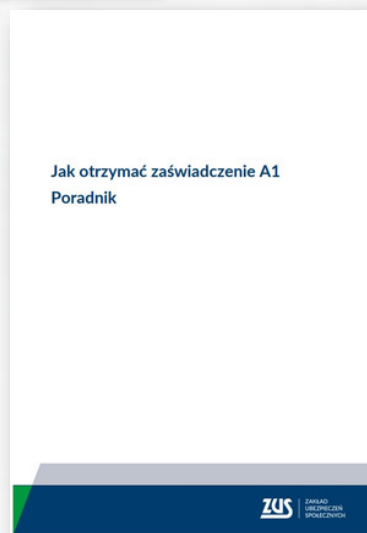 Jak otrzymać zaświadczenie A1
Poradnik
ZUS
ZAKŁAD
UBEZPIECZEŃ
SPOŁECZNYCH